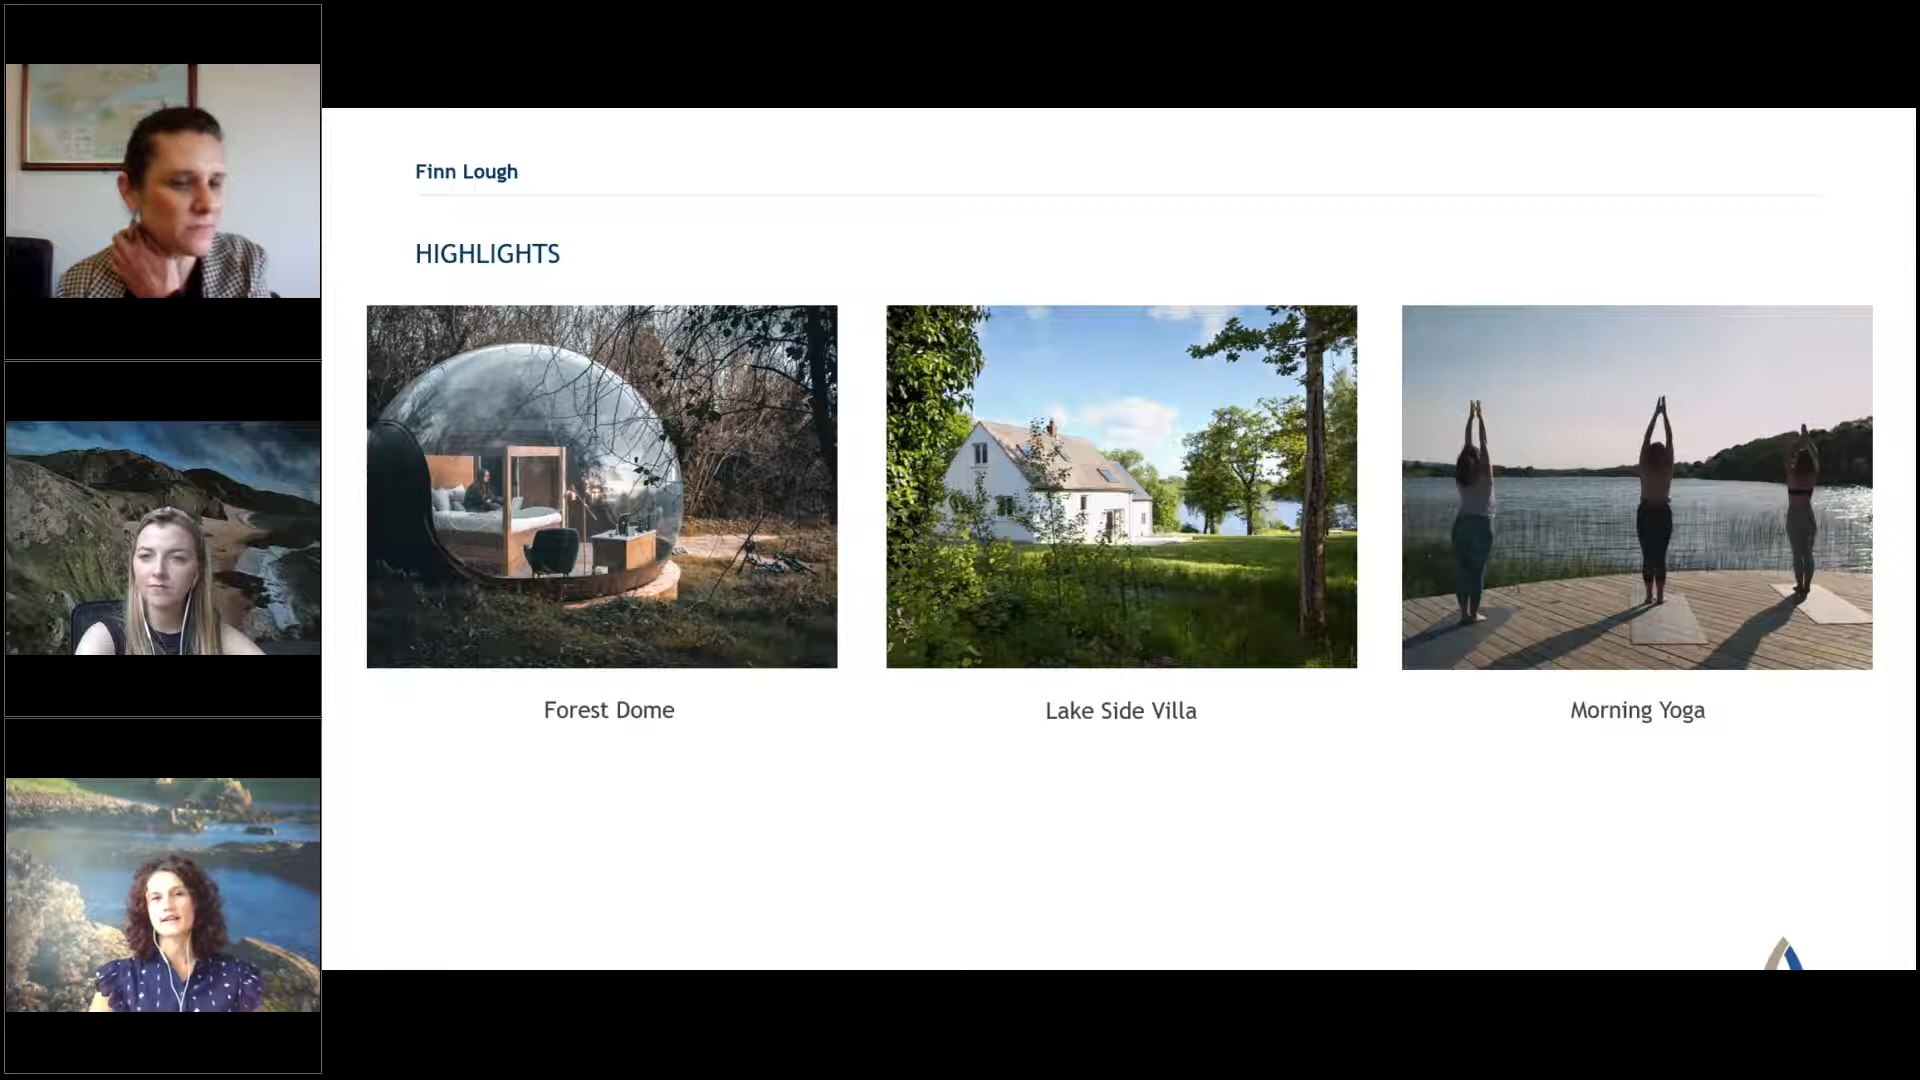 Finn Lough
HIGHLIGHTS
Forest Dome
Lake Side Villa
Morning Yoga